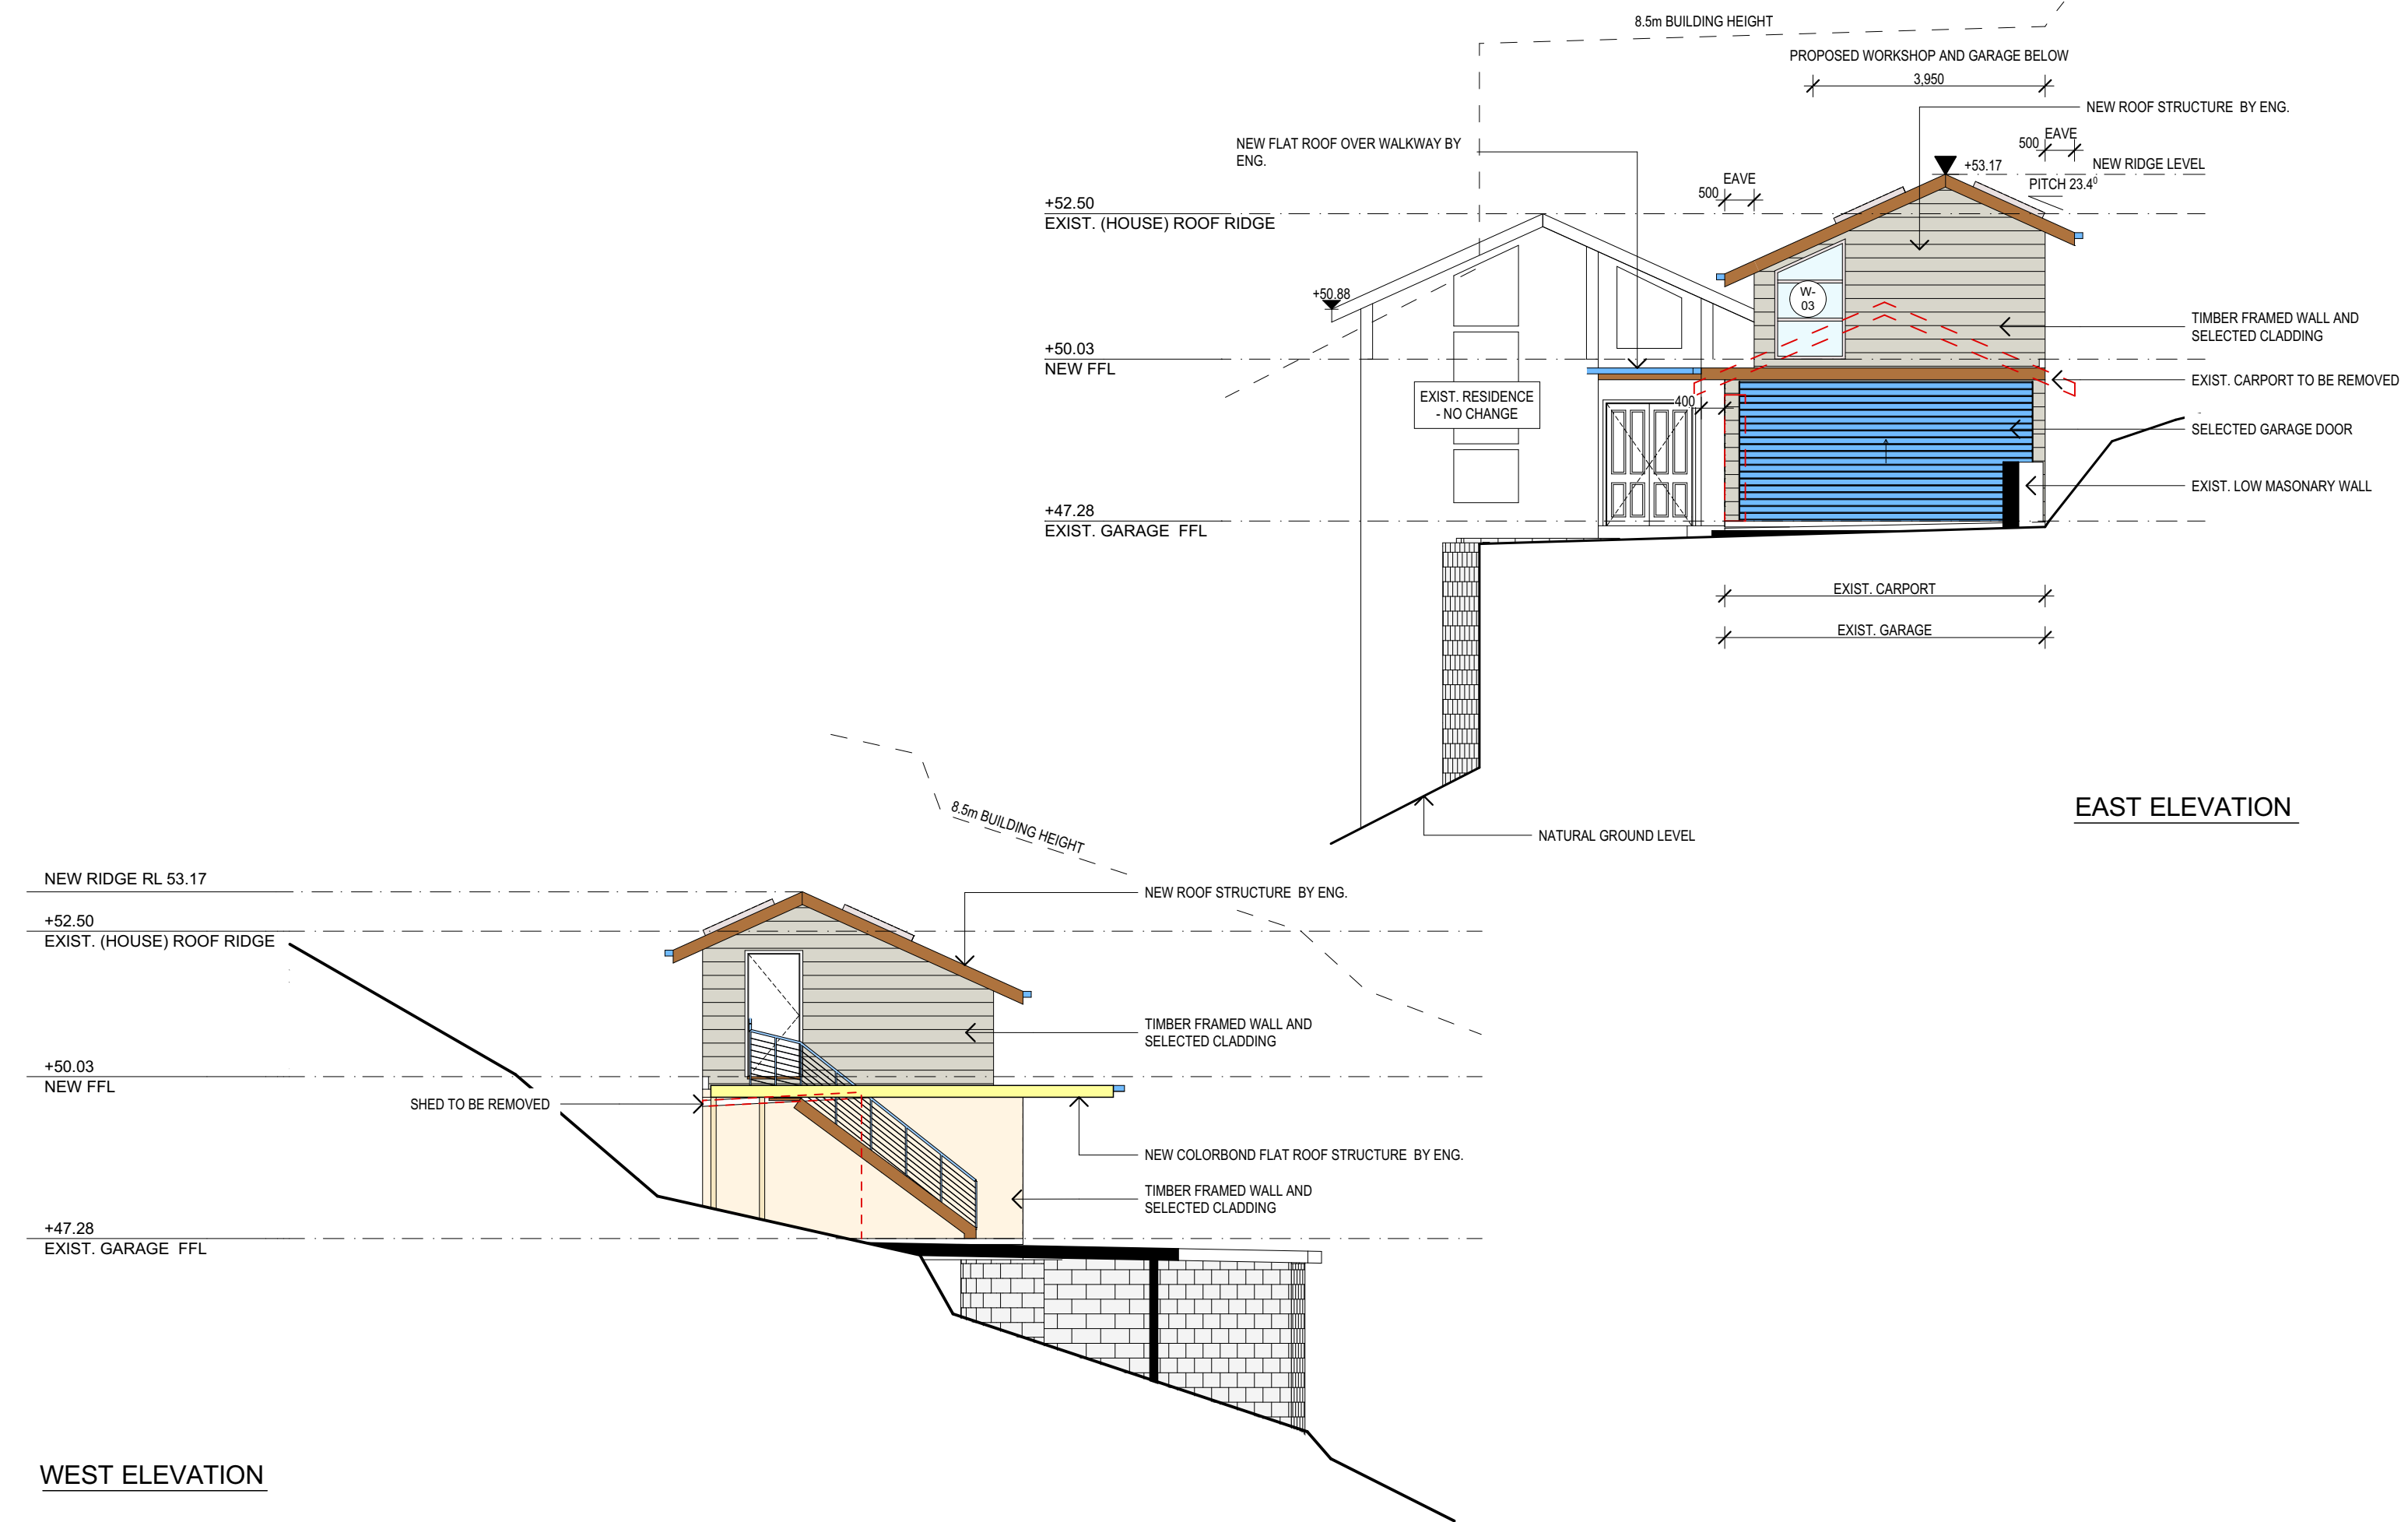 8.5m BUILDING HEIGHT
PROPOSED WORKSHOP AND GARAGE BELOW
3,950
NEW ROOF STRUCTURE BY ENG.
NEW FLAT ROOF OVER WALKWAY BY
ENG.
EAVE
500
+53.17
NEW RIDGE LEVEL
PITCH 23.4⁰
EAVE
500
+52.50
EXIST. (HOUSE) ROOF RIDGE
+50.88
W-
03
TIMBER FRAMED WALL AND
SELECTED CLADDING
+50.03
NEW FFL
EXIST. CARPORT TO BE REMOVED
EXIST. RESIDENCE
- NO CHANGE
400
SELECTED GARAGE DOOR
EXIST. LOW MASONARY WALL
+47.28
EXIST. GARAGE FFL
EXIST. CARPORT
EXIST. GARAGE
EAST ELEVATION
NATURAL GROUND LEVEL
8.5m BUILDING HEIGHT
NEW RIDGE RL 53.17
NEW ROOF STRUCTURE BY ENG.
+52.50
EXIST. (HOUSE) ROOF RIDGE
TIMBER FRAMED WALL AND
SELECTED CLADDING
+50.03
NEW FFL
SHED TO BE REMOVED
NEW COLORBOND FLAT ROOF STRUCTURE BY ENG.
TIMBER FRAMED WALL AND
SELECTED CLADDING
+47.28
EXIST. GARAGE FFL
WEST ELEVATION